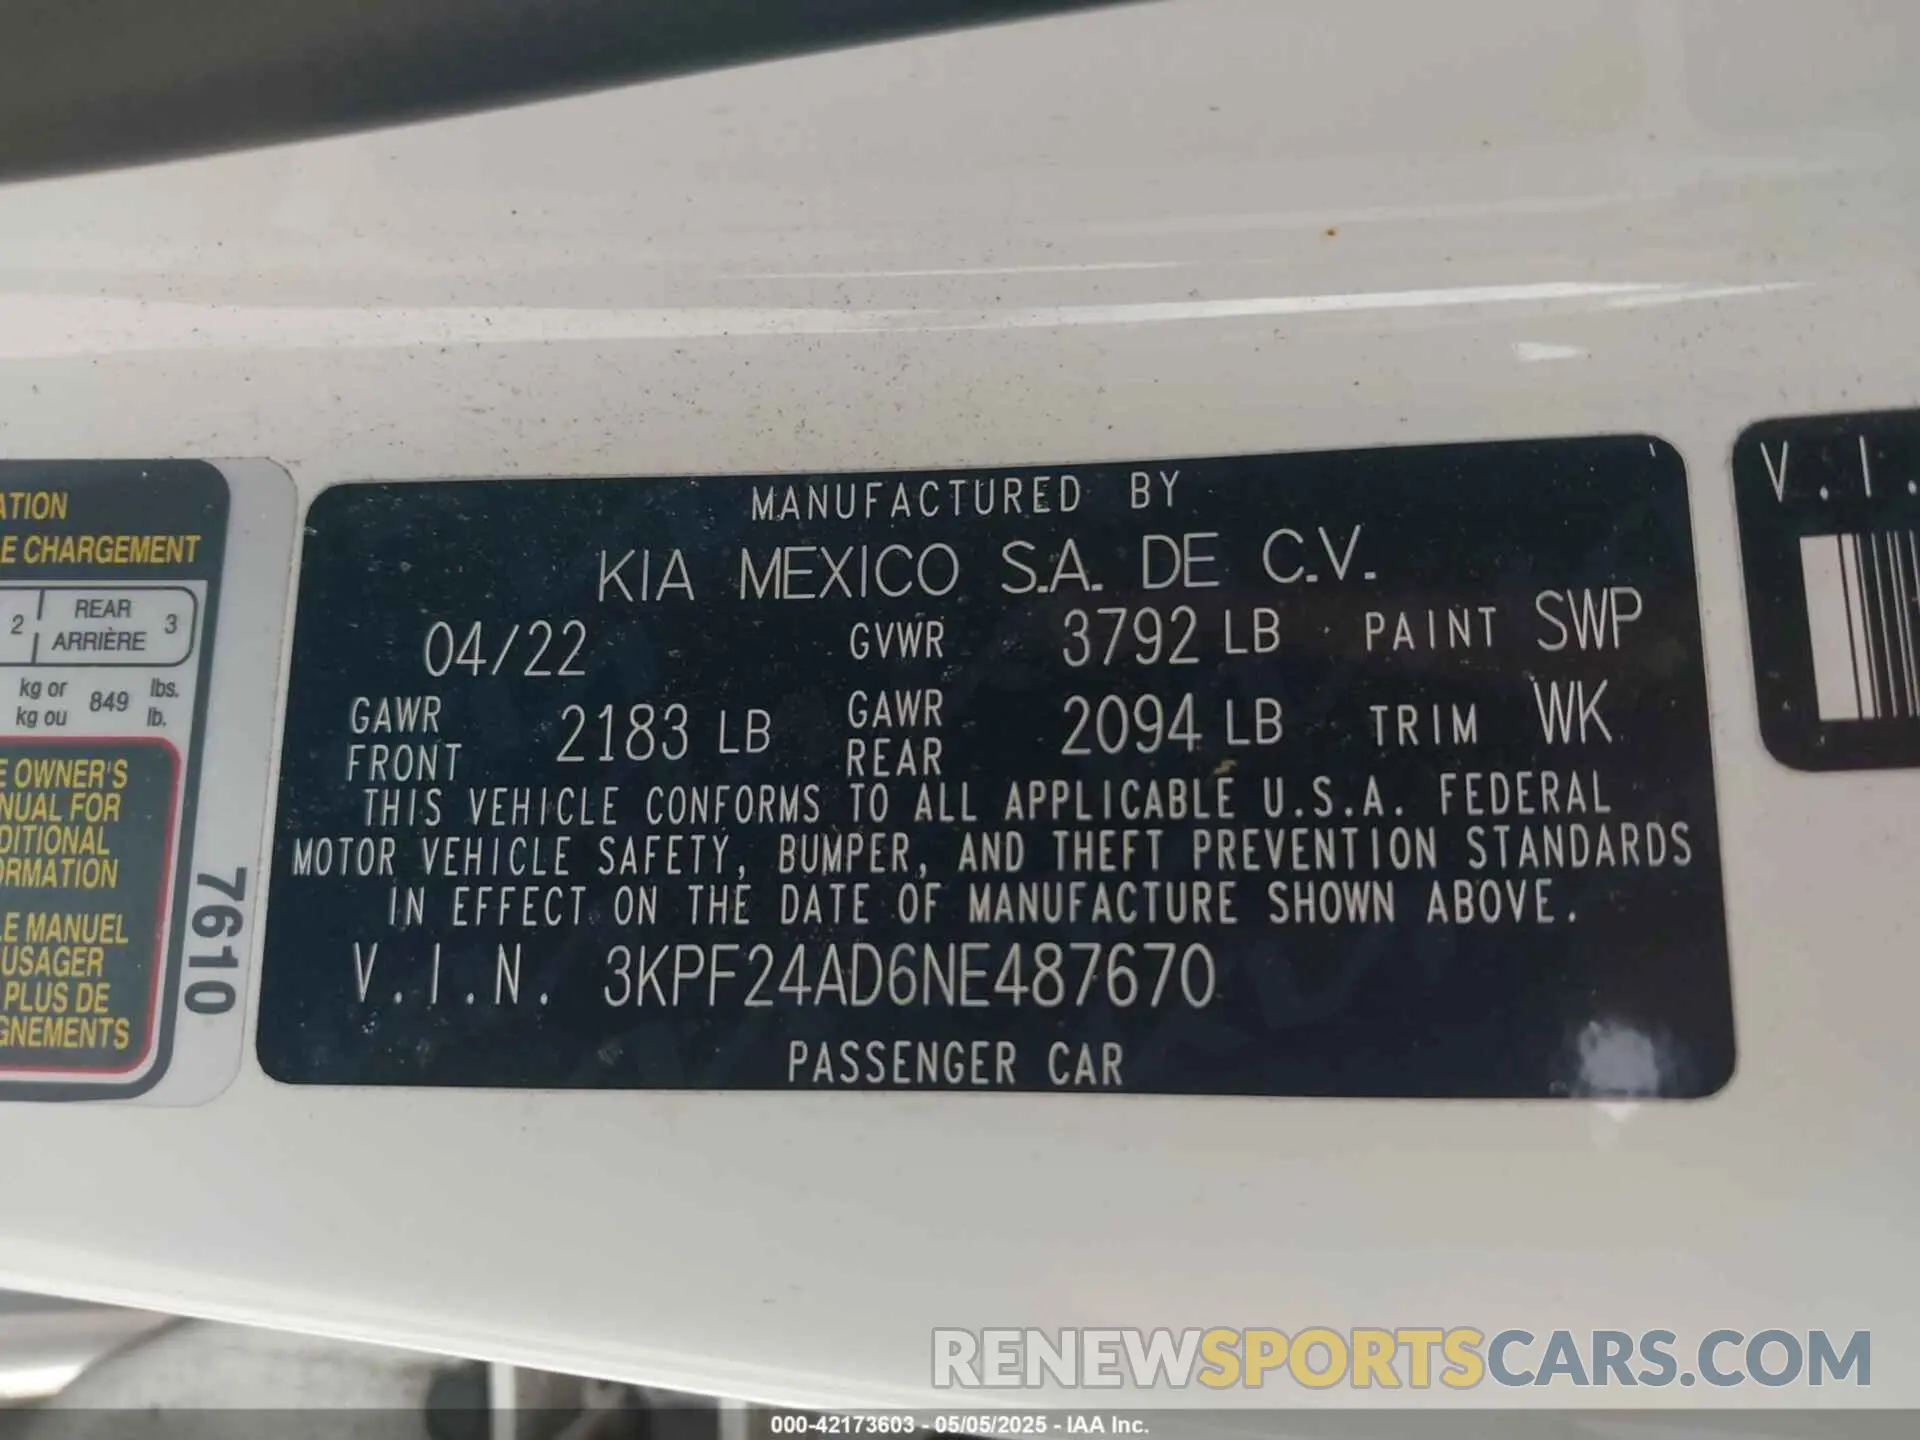 ATION
E CHARGEMENT
2 REAR 3
ARRIÈRE
kg or 849 lbs.
kg ou lb.
E OWNER'S
NUAL FOR
DITIONAL
ORMATION
LE MANUEL
USAGER
PLUS DE
GNEMENTS
7610
MANUFACTURED BY
KIA MEXICO S.A. DE C.V.
04/22 GVWR 3792 LB PAINT SWP
GAWR FRONT 2183 LB GAWR REAR 2094 LB TRIM WK
THIS VEHICLE CONFORMS TO ALL APPLICABLE U.S.A. FEDERAL
MOTOR VEHICLE SAFETY, BUMPER, AND THEFT PREVENTION STANDARDS
IN EFFECT ON THE DATE OF MANUFACTURE SHOWN ABOVE.
V.I.N. 3KPF24AD6NE487670
PASSENGER CAR
V.I.
RENEWSPORTSCARS.COM
000-42173603 - 05/05/2025 - IAA Inc.